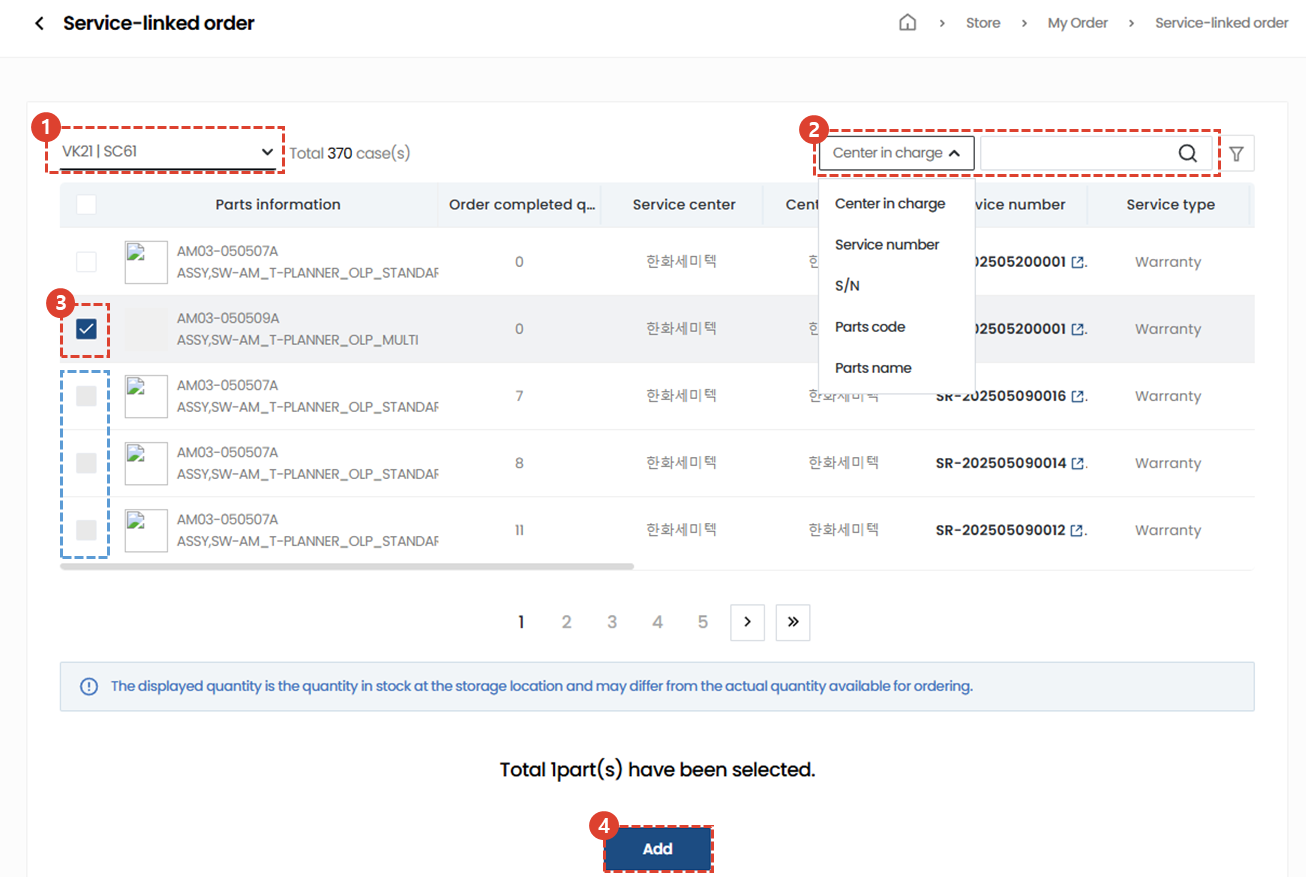 Service-linked order
Store > My Order > Service-linked order
1
2
VK21 | SC61
Total 370 case(s)
Center in charge
Parts information
Order completed q...
Service center
Cent
vice number
Service type
Center in charge
Service number
S/N
Parts code
Parts name
AM03-050507A
ASSY,SW-AM_T-PLANNER_OLP_STANDAR
0
한화세미텍
한
02505200001
Warranty
3
AM03-050509A
ASSY,SW-AM_T-PLANNER_OLP_MULTI
0
한화세미텍
한
02505200001
Warranty
AM03-050507A
ASSY,SW-AM_T-PLANNER_OLP_STANDAR
7
한화세미텍
한화세미텍
SR-202505090016
Warranty
AM03-050507A
ASSY,SW-AM_T-PLANNER_OLP_STANDAR
8
한화세미텍
한화세미텍
SR-202505090014
Warranty
AM03-050507A
ASSY,SW-AM_T-PLANNER_OLP_STANDAR
11
한화세미텍
한화세미텍
SR-202505090012
Warranty
1 2 3 4 5 > »
The displayed quantity is the quantity in stock at the storage location and may differ from the actual quantity available for ordering.
Total 1part(s) have been selected.
4
Add